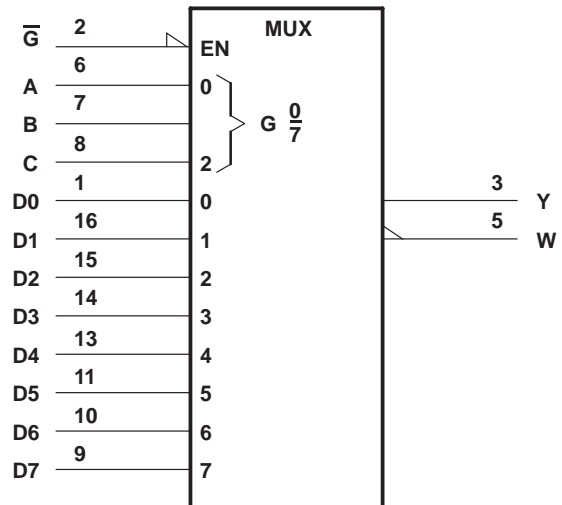 MUX
G̅ 2 EN
A 6 0
B 7
G 0/7
C 8 2
D0 1 0 3 Y
D1 16 1 5 W
D2 15 2
D3 14 3
D4 13 4
D5 11 5
D6 10 6
D7 9 7